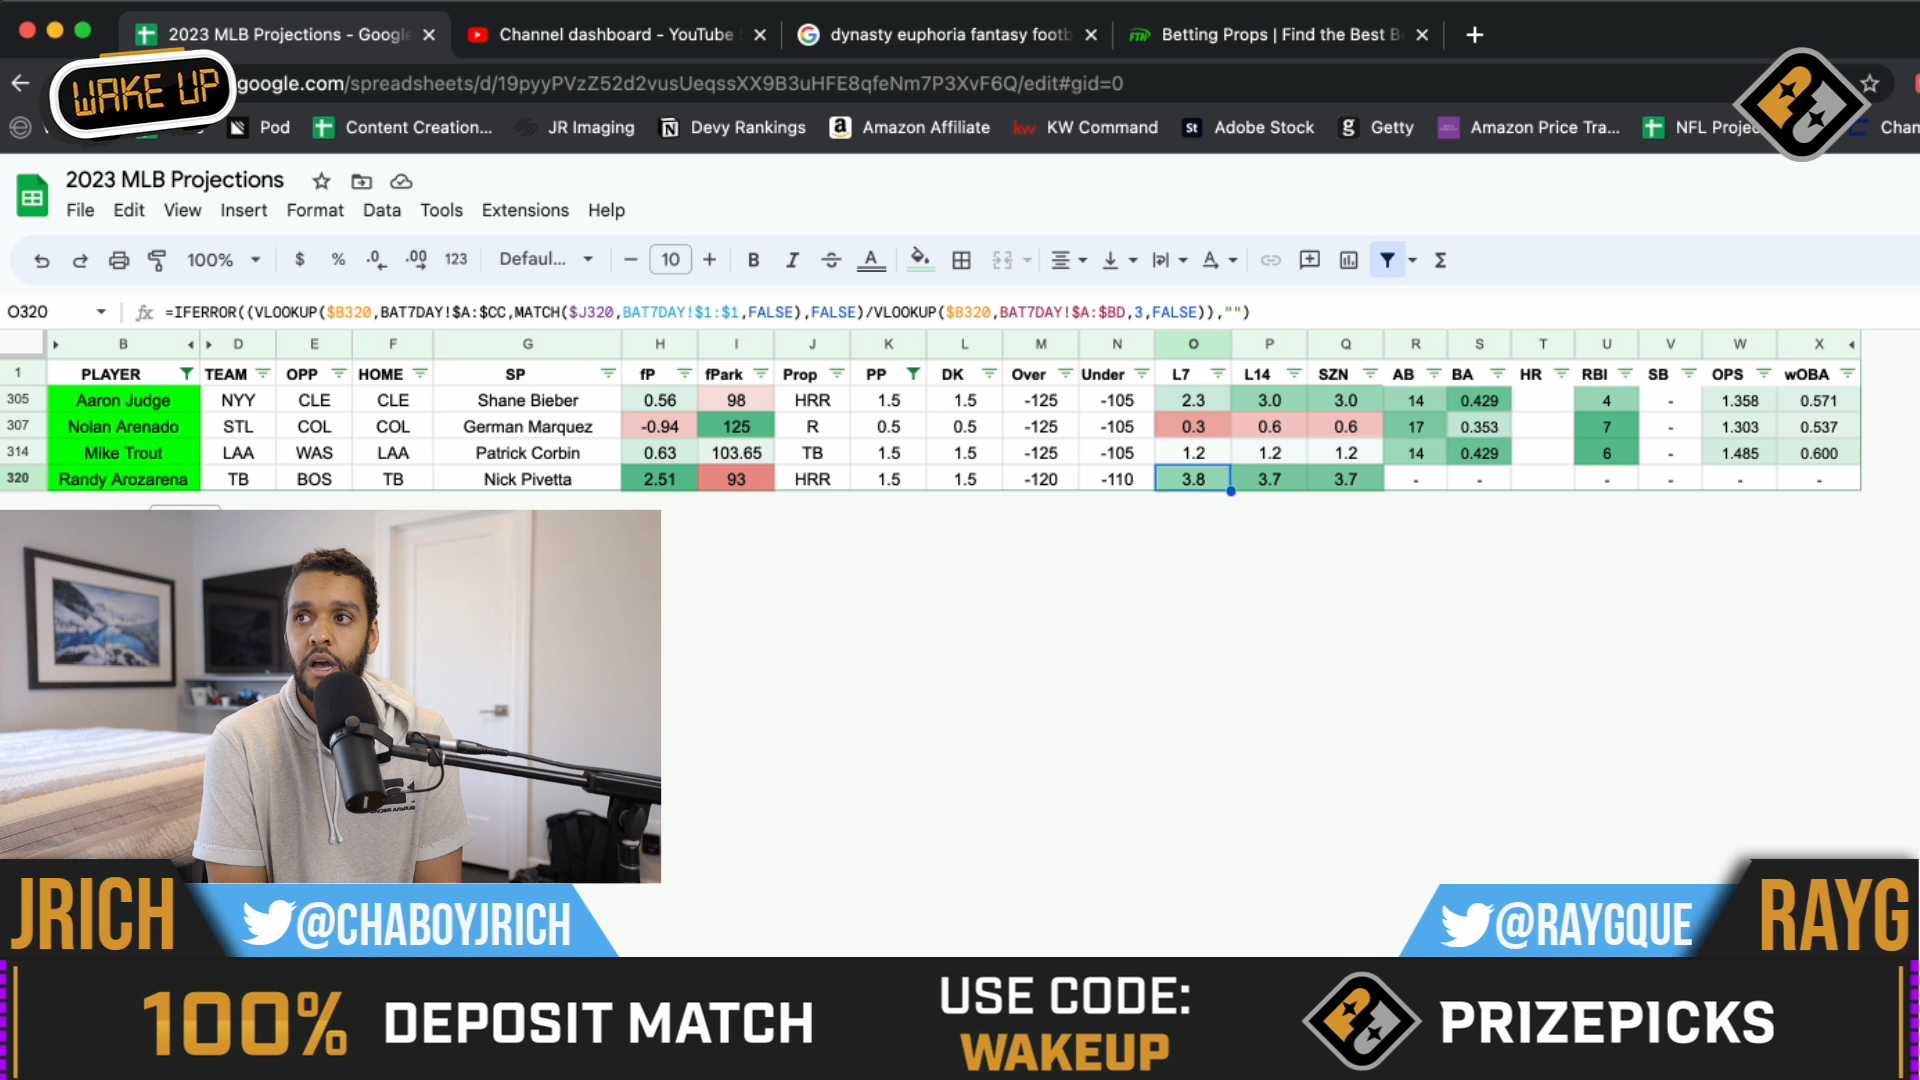 2023 MLB Projections - Google
Channel dashboard - YouTube
dynasty euphoria fantasy footb
FTN
Betting Props | Find the Best B
WAKE UP
google.com/spreadsheets/d/19pyyPVzZ52d2vusUeqssXX9B3uHFE8qfeNm7P3XvF6Q/edit#gid=0
Pod
Content Creation...
JR Imaging
Devy Rankings
Amazon Affiliate
kw KW Command
St Adobe Stock
g Getty
Amazon Price Tra...
NFL Projec
Cham
2023 MLB Projections
File Edit View Insert Format Data Tools Extensions Help
100% $ % .0 .00 123 Defaul... − 10 + B I A Σ
O320 fx =IFERROR((VLOOKUP($B320,BAT7DAY!$A:$CC,MATCH($J320,BAT7DAY!$1:$1,FALSE),FALSE)/VLOOKUP($B320,BAT7DAY!$A:$BD,3,FALSE)),"")
B D E F G H I J K L M N O P Q R S T U V W X
1 PLAYER TEAM OPP HOME SP fP fPark Prop PP DK Over Under L7 L14 SZN AB BA HR RBI SB OPS wOBA
305 Aaron Judge NYY CLE CLE Shane Bieber 0.56 98 HRR 1.5 1.5 -125 -105 2.3 3.0 3.0 14 0.429 4 - 1.358 0.571
307 Nolan Arenado STL COL COL German Marquez -0.94 125 R 0.5 0.5 -125 -105 0.3 0.6 0.6 17 0.353 7 - 1.303 0.537
314 Mike Trout LAA WAS LAA Patrick Corbin 0.63 103.65 TB 1.5 1.5 -125 -105 1.2 1.2 1.2 14 0.429 6 - 1.485 0.600
320 Randy Arozarena TB BOS TB Nick Pivetta 2.51 93 HRR 1.5 1.5 -120 -110 3.8 3.7 3.7 - - - - - -
UNDER ARMOUR
JRICH
@CHABOYJRICH
@RAYGQUE
RAYG
100% DEPOSIT MATCH
USE CODE:
WAKEUP
PRIZEPICKS